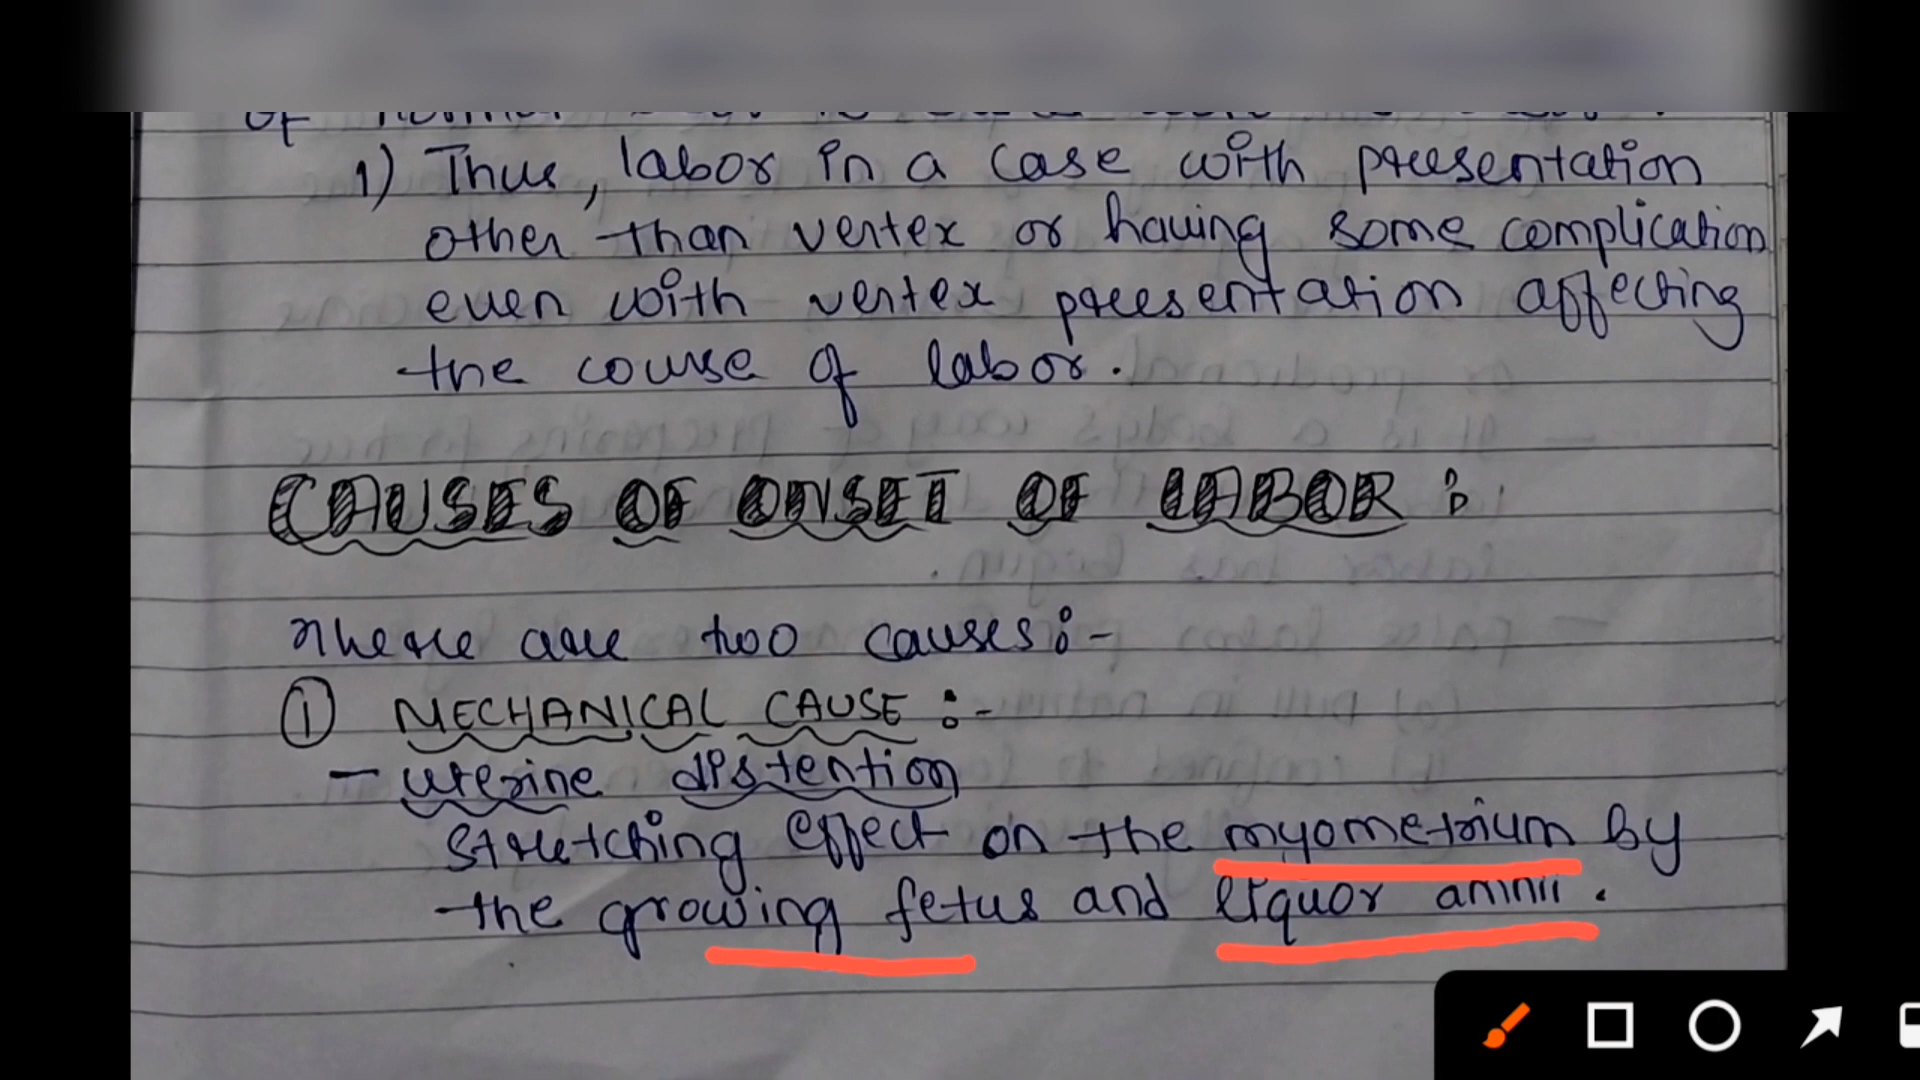 of normal
1) Thus, labor in a case with presentation
other than vertex or having some complication
even with vertex presentation affecting
the course of labor.
CAUSES OF ONSET OF LABOR :
There are two causes :-
① MECHANICAL CAUSE :-
- uterine distention
stretching effect on the myometrium by
the growing fetus and liquor amnii.